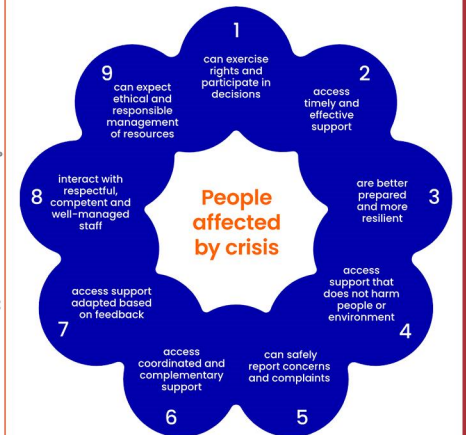 People
affected
by crisis
1
can exercise
rights and
participate in
decisions
2
access
timely and
effective
support
3
are better
prepared
and more
resilient
4
access
support that
does not harm
people or
environment
5
can safely
report concerns
and complaints
6
access
coordinated and
complementary
support
7
access support
adapted based
on feedback
8
interact with
respectful,
competent and
well-managed
staff
9
can expect
ethical and
responsible
management
of resources